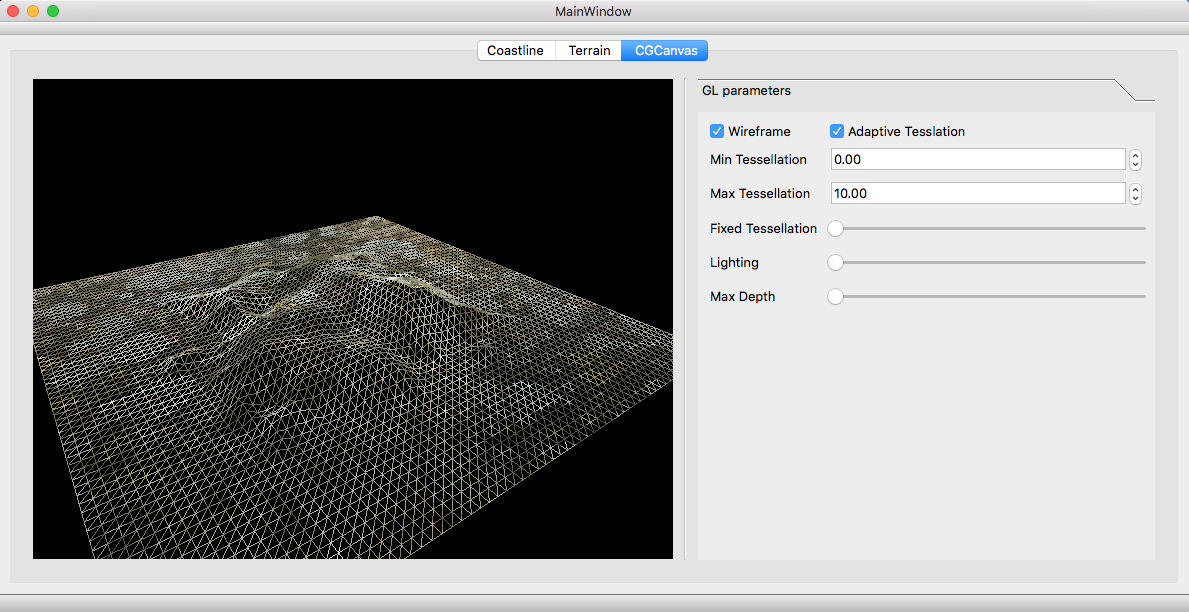 MainWindow
Coastline Terrain CGCanvas
GL parameters
Wireframe Adaptive Tesslation
Min Tessellation 0.00
Max Tessellation 10.00
Fixed Tessellation
Lighting
Max Depth